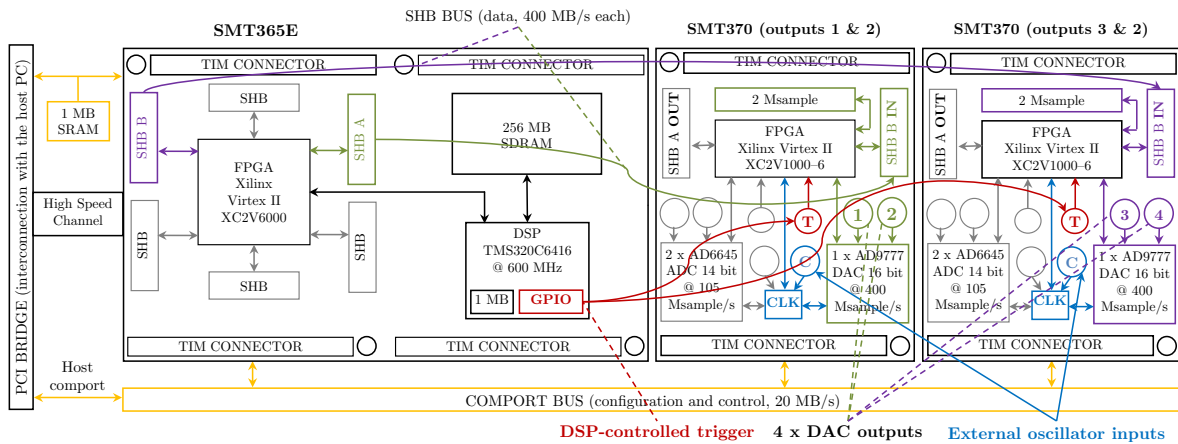 SHB BUS (data, 400 MB/s each)
SMT365E
SMT370 (outputs 1 & 2)
SMT370 (outputs 3 & 2)
PCI BRIDGE (interconnection with the host PC)
TIM CONNECTOR
TIM CONNECTOR
TIM CONNECTOR
TIM CONNECTOR
1 MB
SRAM
High Speed
Channel
Host
comport
SHB B
SHB
SHB A
FPGA
Xilinx
Virtex II
XC2V6000
SHB
SHB
SHB
256 MB
SDRAM
DSP
TMS320C6416
@ 600 MHz
1 MB
GPIO
TIM CONNECTOR
TIM CONNECTOR
SHB A OUT
2 Msample
FPGA
Xilinx Virtex II
XC2V1000–6
SHB B IN
T
1
2
2 x AD6645
ADC 14 bit
@ 105
Msample/s
C
CLK
1 x AD9777
DAC 16 bit
@ 400
Msample/s
TIM CONNECTOR
SHB A OUT
2 Msample
FPGA
Xilinx Virtex II
XC2V1000–6
SHB B IN
T
3
4
2 x AD6645
ADC 14 bit
@ 105
Msample/s
C
CLK
1 x AD9777
DAC 16 bit
@ 400
Msample/s
TIM CONNECTOR
COMPORT BUS (configuration and control, 20 MB/s)
DSP-controlled trigger
4 x DAC outputs
External oscillator inputs